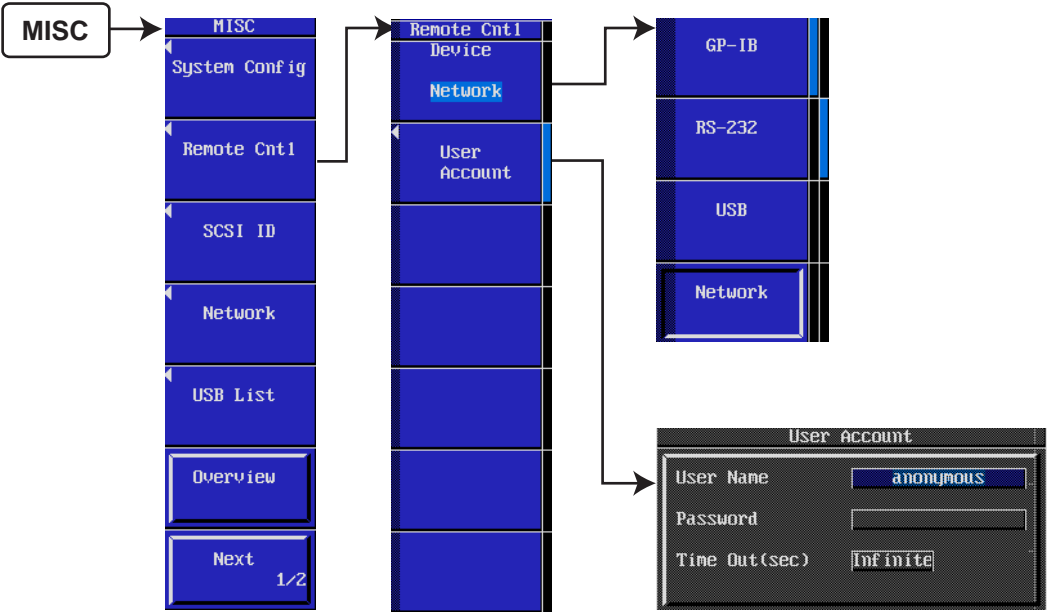 MISC
MISC
System Config
Remote Cntl
SCSI ID
Network
USB List
Overview
Next
1/2
Remote Cntl
Device
Network
User
Account
GP-IB
RS-232
USB
Network
User Account
User Name anonymous
Password
Time Out(sec) Infinite